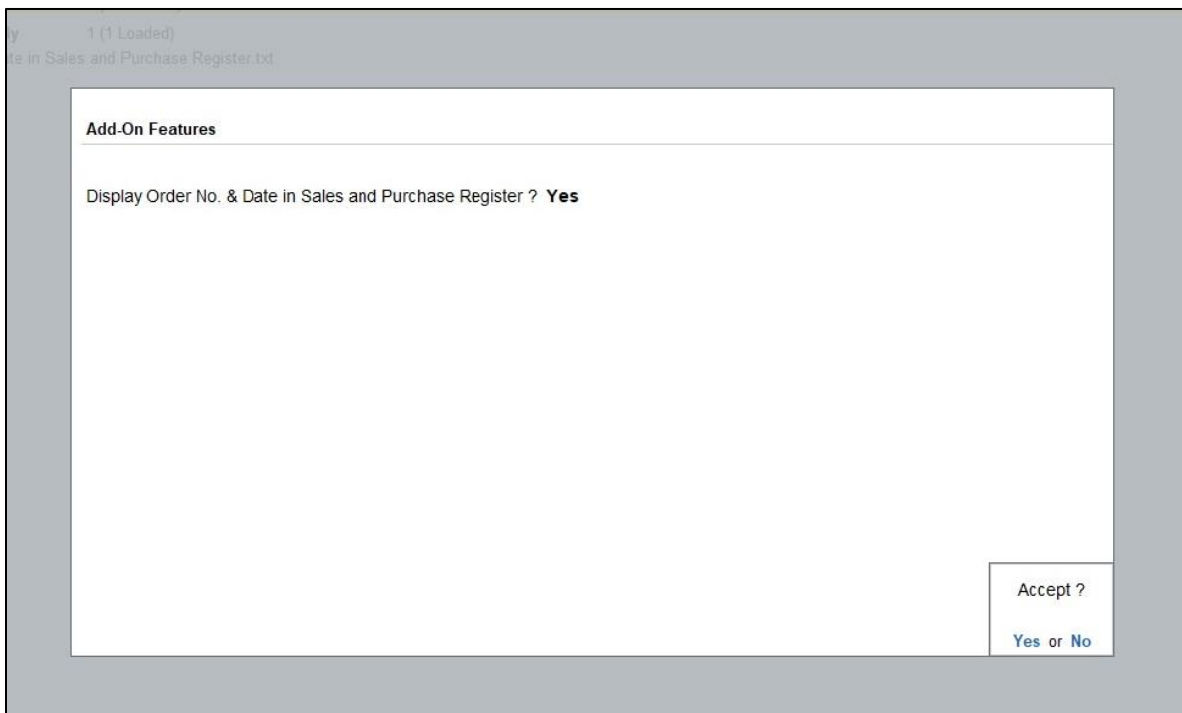 1 (1 Loaded)
in Sales and Purchase Register.txt
Add-On Features
Display Order No. & Date in Sales and Purchase Register ? Yes
Accept ?
Yes or No